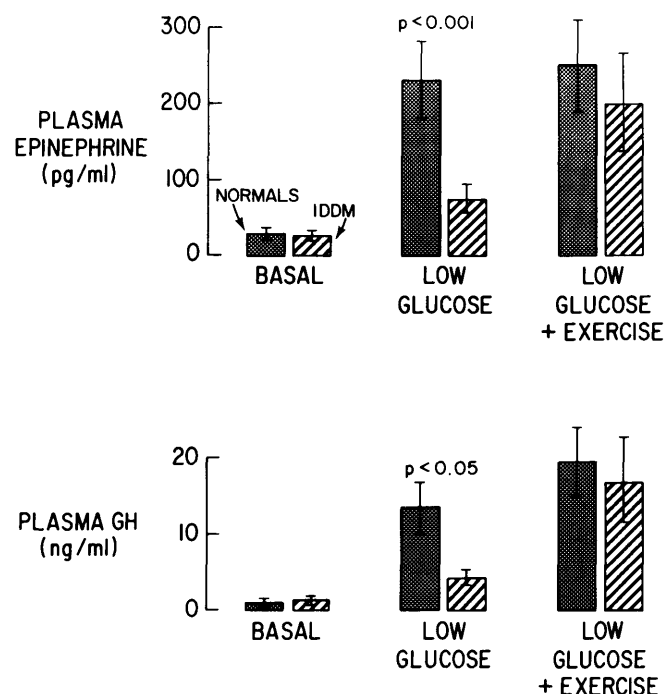 300
p<0.001
PLASMA
EPINEPHRINE
(pg/ml)
200
100
NORMALS
IDDM
0
BASAL
LOW
GLUCOSE
LOW
GLUCOSE
+ EXERCISE
20
p<0.05
PLASMA GH
(ng/ml)
10
0
BASAL
LOW
GLUCOSE
LOW
GLUCOSE
+ EXERCISE